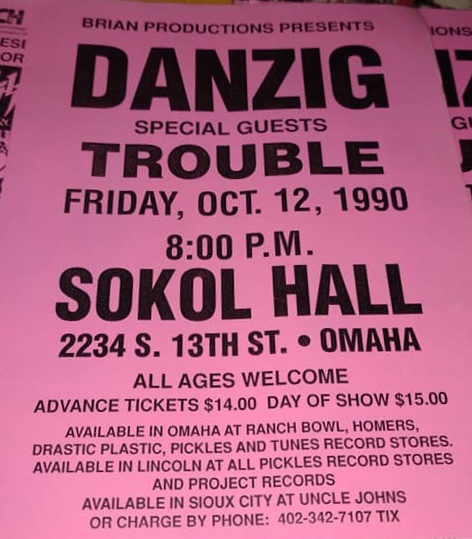 CH
BRIAN PRODUCTIONS PRESENTS
DANZIG
SPECIAL GUESTS
TROUBLE
FRIDAY, OCT. 12, 1990
8:00 P.M.
SOKOL HALL
2234 S. 13TH ST. • OMAHA
ALL AGES WELCOME
ADVANCE TICKETS $14.00 DAY OF SHOW $15.00
AVAILABLE IN OMAHA AT RANCH BOWL, HOMERS,
DRASTIC PLASTIC, PICKLES AND TUNES RECORD STORES.
AVAILABLE IN LINCOLN AT ALL PICKLES RECORD STORES
AND PROJECT RECORDS
AVAILABLE IN SIOUX CITY AT UNCLE JOHNS
OR CHARGE BY PHONE: 402-342-7107 TIX